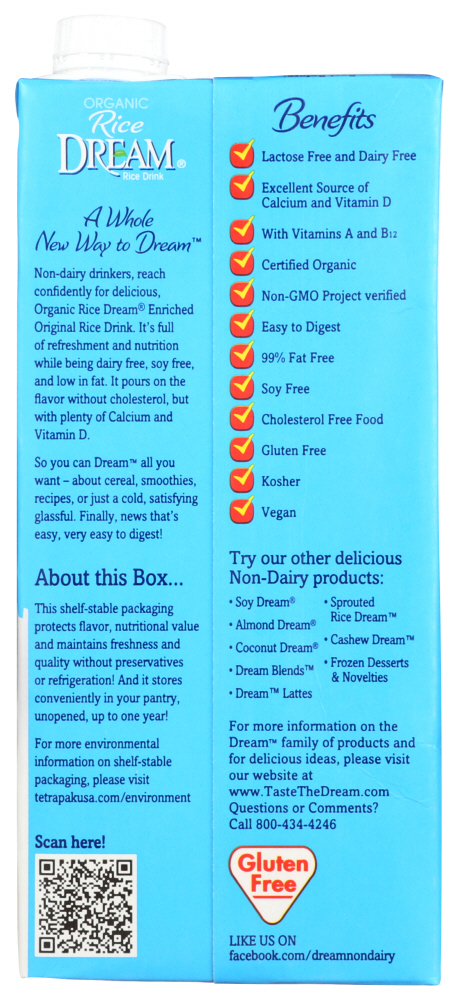 ORGANIC
Rice
DREAM®
Rice Drink
A Whole
New Way to Dream™
Non-dairy drinkers, reach
confidently for delicious,
Organic Rice Dream® Enriched
Original Rice Drink. It's full
of refreshment and nutrition
while being dairy free, soy free,
and low in fat. It pours on the
flavor without cholesterol, but
with plenty of Calcium and
Vitamin D.
So you can Dream™ all you
want – about cereal, smoothies,
recipes, or just a cold, satisfying
glassful. Finally, news that's
easy, very easy to digest!
About this Box...
This shelf-stable packaging
protects flavor, nutritional value
and maintains freshness and
quality without preservatives
or refrigeration! And it stores
conveniently in your pantry,
unopened, up to one year!
For more environmental
information on shelf-stable
packaging, please visit
tetrapakusa.com/environment
Scan here!
Benefits
Lactose Free and Dairy Free
Excellent Source of
Calcium and Vitamin D
With Vitamins A and B12
Certified Organic
Non-GMO Project verified
Easy to Digest
99% Fat Free
Soy Free
Cholesterol Free Food
Gluten Free
Kosher
Vegan
Try our other delicious
Non-Dairy products:
• Soy Dream®
• Almond Dream®
• Coconut Dream®
• Dream Blends™
• Dream™ Lattes
• Sprouted
Rice Dream™
• Cashew Dream™
• Frozen Desserts
& Novelties
For more information on the
Dream™ family of products and
for delicious ideas, please visit
our website at
www.TasteTheDream.com
Questions or Comments?
Call 800-434-4246
Gluten
Free
LIKE US ON
facebook.com/dreamnondairy